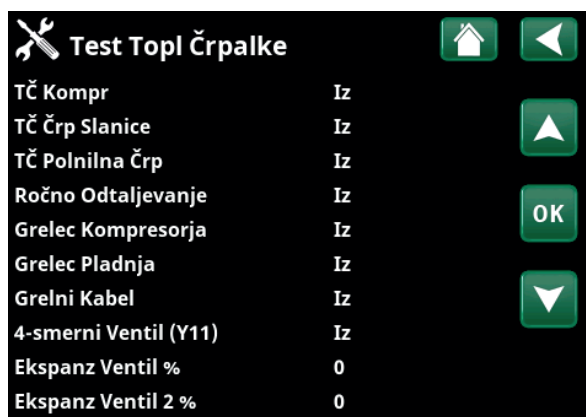 Test Topl Črpalke
TČ Kompr Iz
TČ Črp Slanice Iz
TČ Polnilna Črp Iz
Ročno Odtaljevanje Iz
OK
Grelec Kompresorja Iz
Grelec Pladnja Iz
Grelni Kabel Iz
4-smerni Ventil (Y11) Iz
Ekspanz Ventil % 0
Ekspanz Ventil 2 % 0